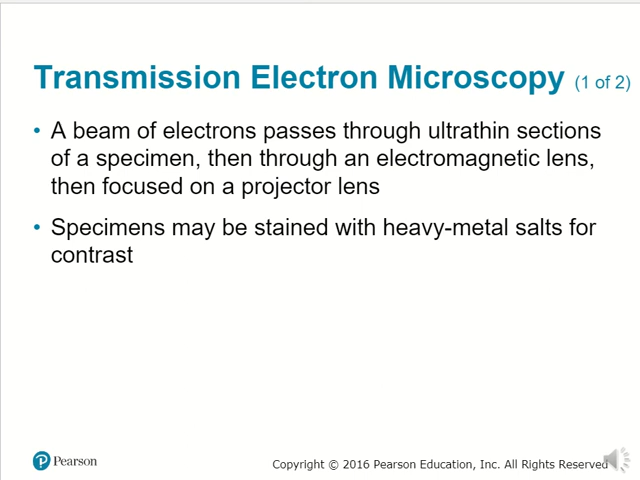 Transmission Electron Microscopy (1 of 2)
• A beam of electrons passes through ultrathin sections
of a specimen, then through an electromagnetic lens,
then focused on a projector lens
• Specimens may be stained with heavy-metal salts for
contrast
Pearson
Copyright © 2016 Pearson Education, Inc. All Rights Reserved